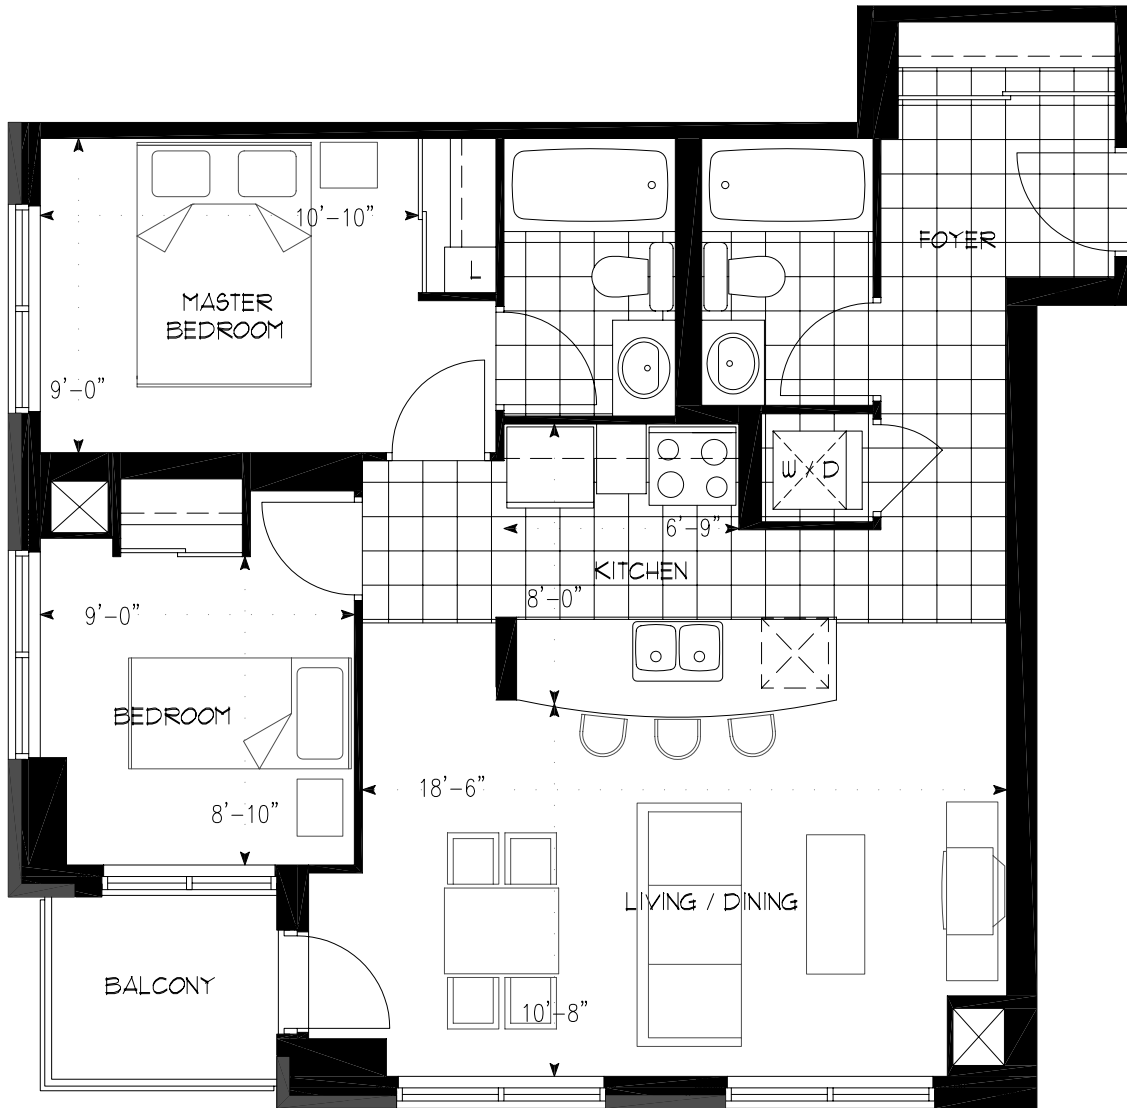 10'-10"
FOYER
L
MASTER
BEDROOM
9'-0"
W x D
6'-9"
KITCHEN
8'-0"
9'-0"
BEDROOM
18'-6"
8'-10"
LIVING / DINING
BALCONY
10'-8"